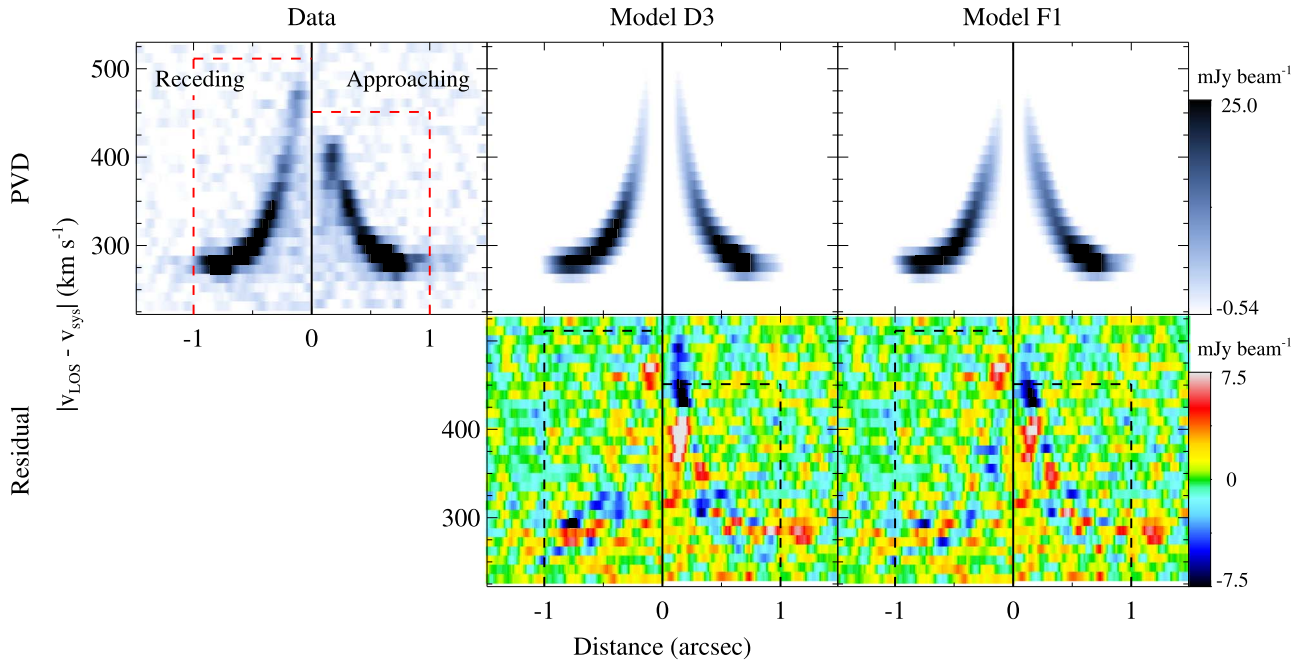 Data Model D3 Model F1
500
400
300
Receding
Approaching
mJy beam-1
25.0
-0.54
PVD
|vLOS - vsys| (km s-1)
-1 0 1
mJy beam-1
7.5
0
-7.5
Residual
400
300
-1 0 1 -1 0 1
Distance (arcsec)